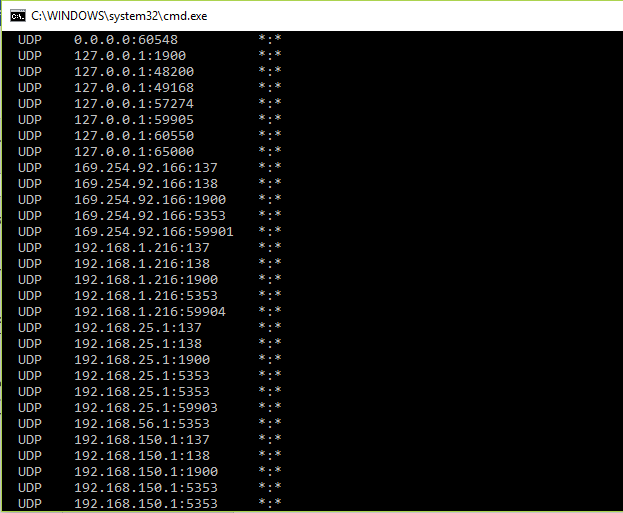 C:\WINDOWS\system32\cmd.exe
UDP    0.0.0.0:60548          *:*
UDP    127.0.0.1:1900         *:*
UDP    127.0.0.1:48200        *:*
UDP    127.0.0.1:49168        *:*
UDP    127.0.0.1:57274        *:*
UDP    127.0.0.1:59905        *:*
UDP    127.0.0.1:60550        *:*
UDP    127.0.0.1:65000        *:*
UDP    169.254.92.166:137     *:*
UDP    169.254.92.166:138     *:*
UDP    169.254.92.166:1900    *:*
UDP    169.254.92.166:5353    *:*
UDP    169.254.92.166:59901   *:*
UDP    192.168.1.216:137      *:*
UDP    192.168.1.216:138      *:*
UDP    192.168.1.216:1900     *:*
UDP    192.168.1.216:5353     *:*
UDP    192.168.1.216:59904    *:*
UDP    192.168.25.1:137       *:*
UDP    192.168.25.1:138       *:*
UDP    192.168.25.1:1900      *:*
UDP    192.168.25.1:5353      *:*
UDP    192.168.25.1:5353      *:*
UDP    192.168.25.1:59903     *:*
UDP    192.168.56.1:5353      *:*
UDP    192.168.150.1:137      *:*
UDP    192.168.150.1:138      *:*
UDP    192.168.150.1:1900     *:*
UDP    192.168.150.1:5353     *:*
UDP    192.168.150.1:5353     *:*